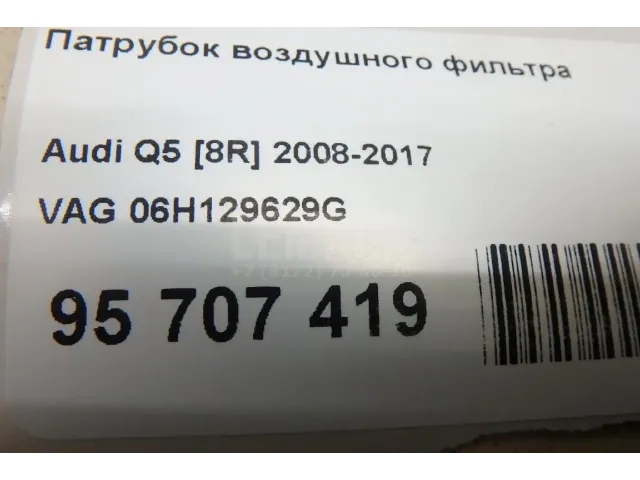 Патрубок воздушного фильтра
Audi Q5 [8R] 2008-2017
VAG 06H129629G
95 707 419